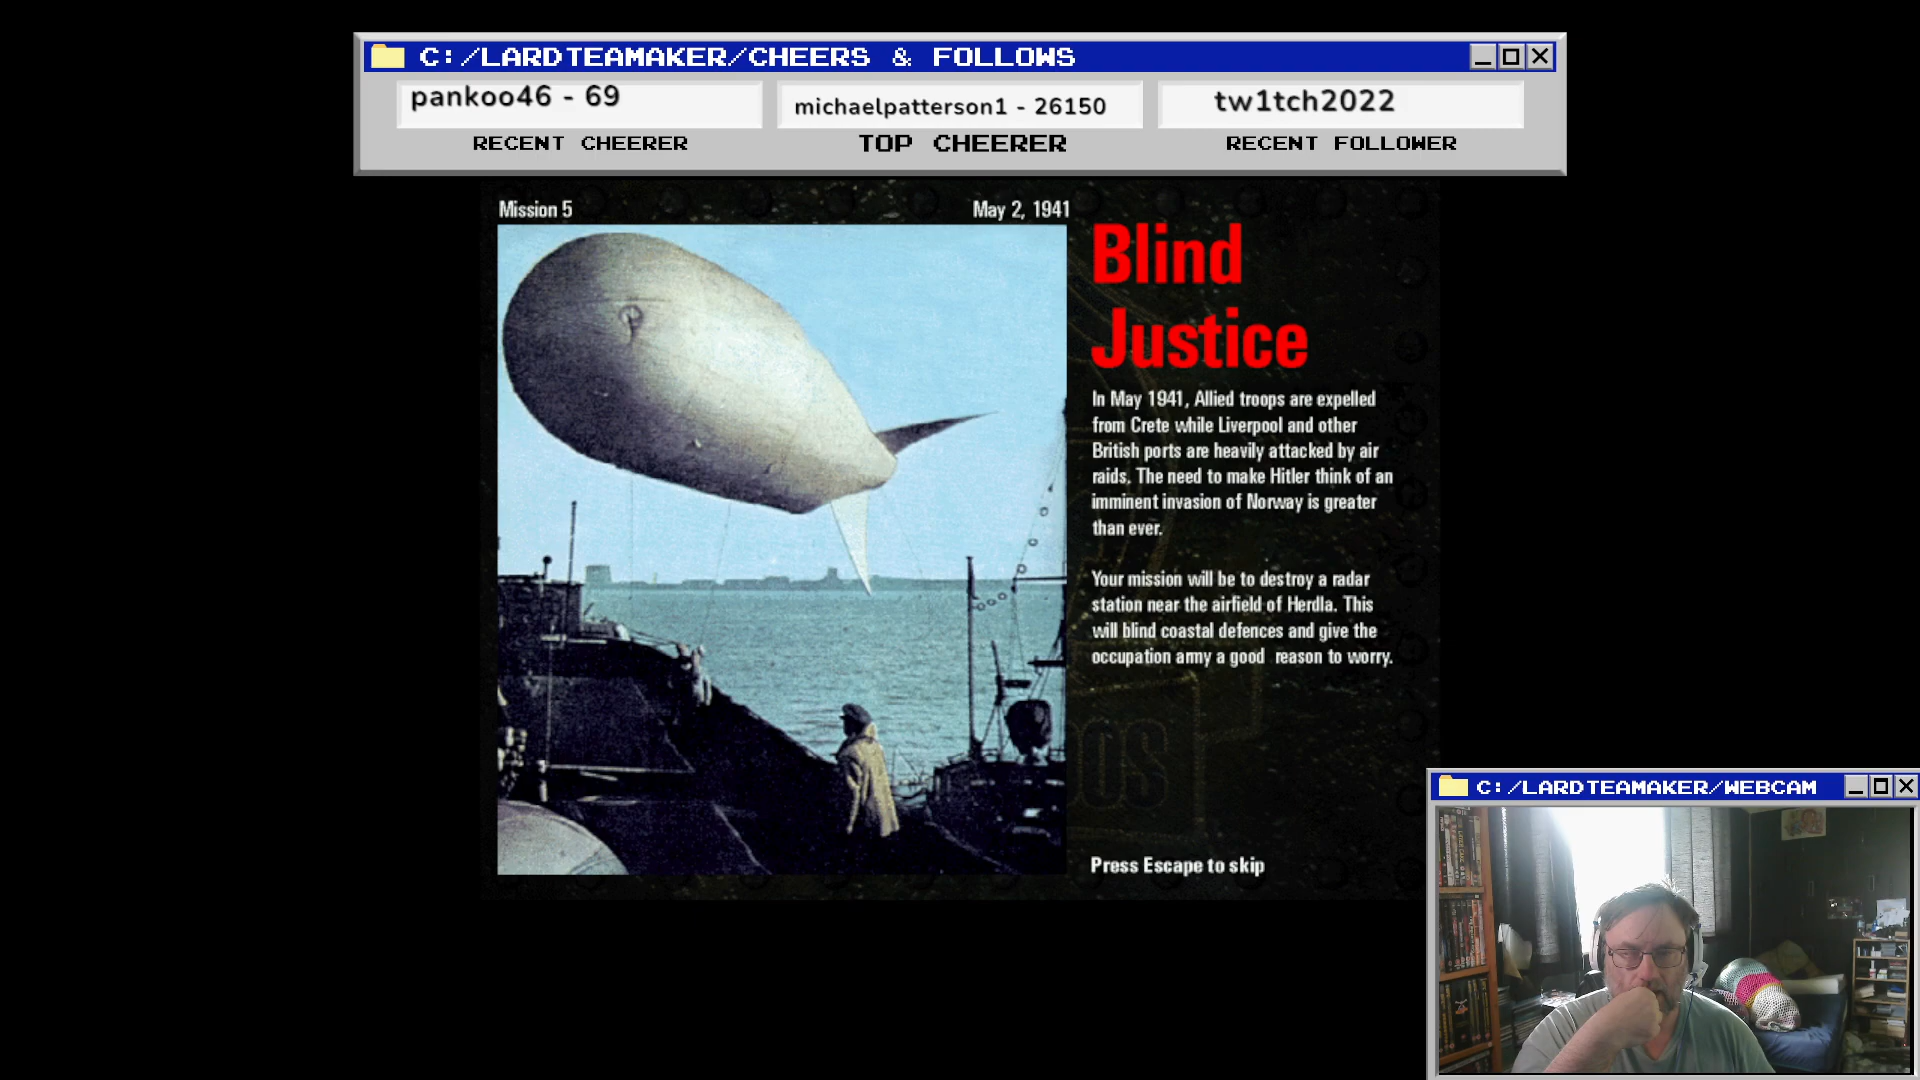 C:/LARDTEAMAKER/CHEERS & FOLLOWS
pankoo46 - 69
michaelpatterson1 - 26150
tw1tch2022
RECENT CHEERER
TOP CHEERER
RECENT FOLLOWER
Mission 5
May 2, 1941
Blind
Justice
In May 1941, Allied troops are expelled
from Crete while Liverpool and other
British ports are heavily attacked by air
raids. The need to make Hitler think of an
imminent invasion of Norway is greater
than ever.
Your mission will be to destroy a radar
station near the airfield of Herdla. This
will blind coastal defences and give the
occupation army a good reason to worry.
Press Escape to skip
C:/LARDTEAMAKER/WEBCAM